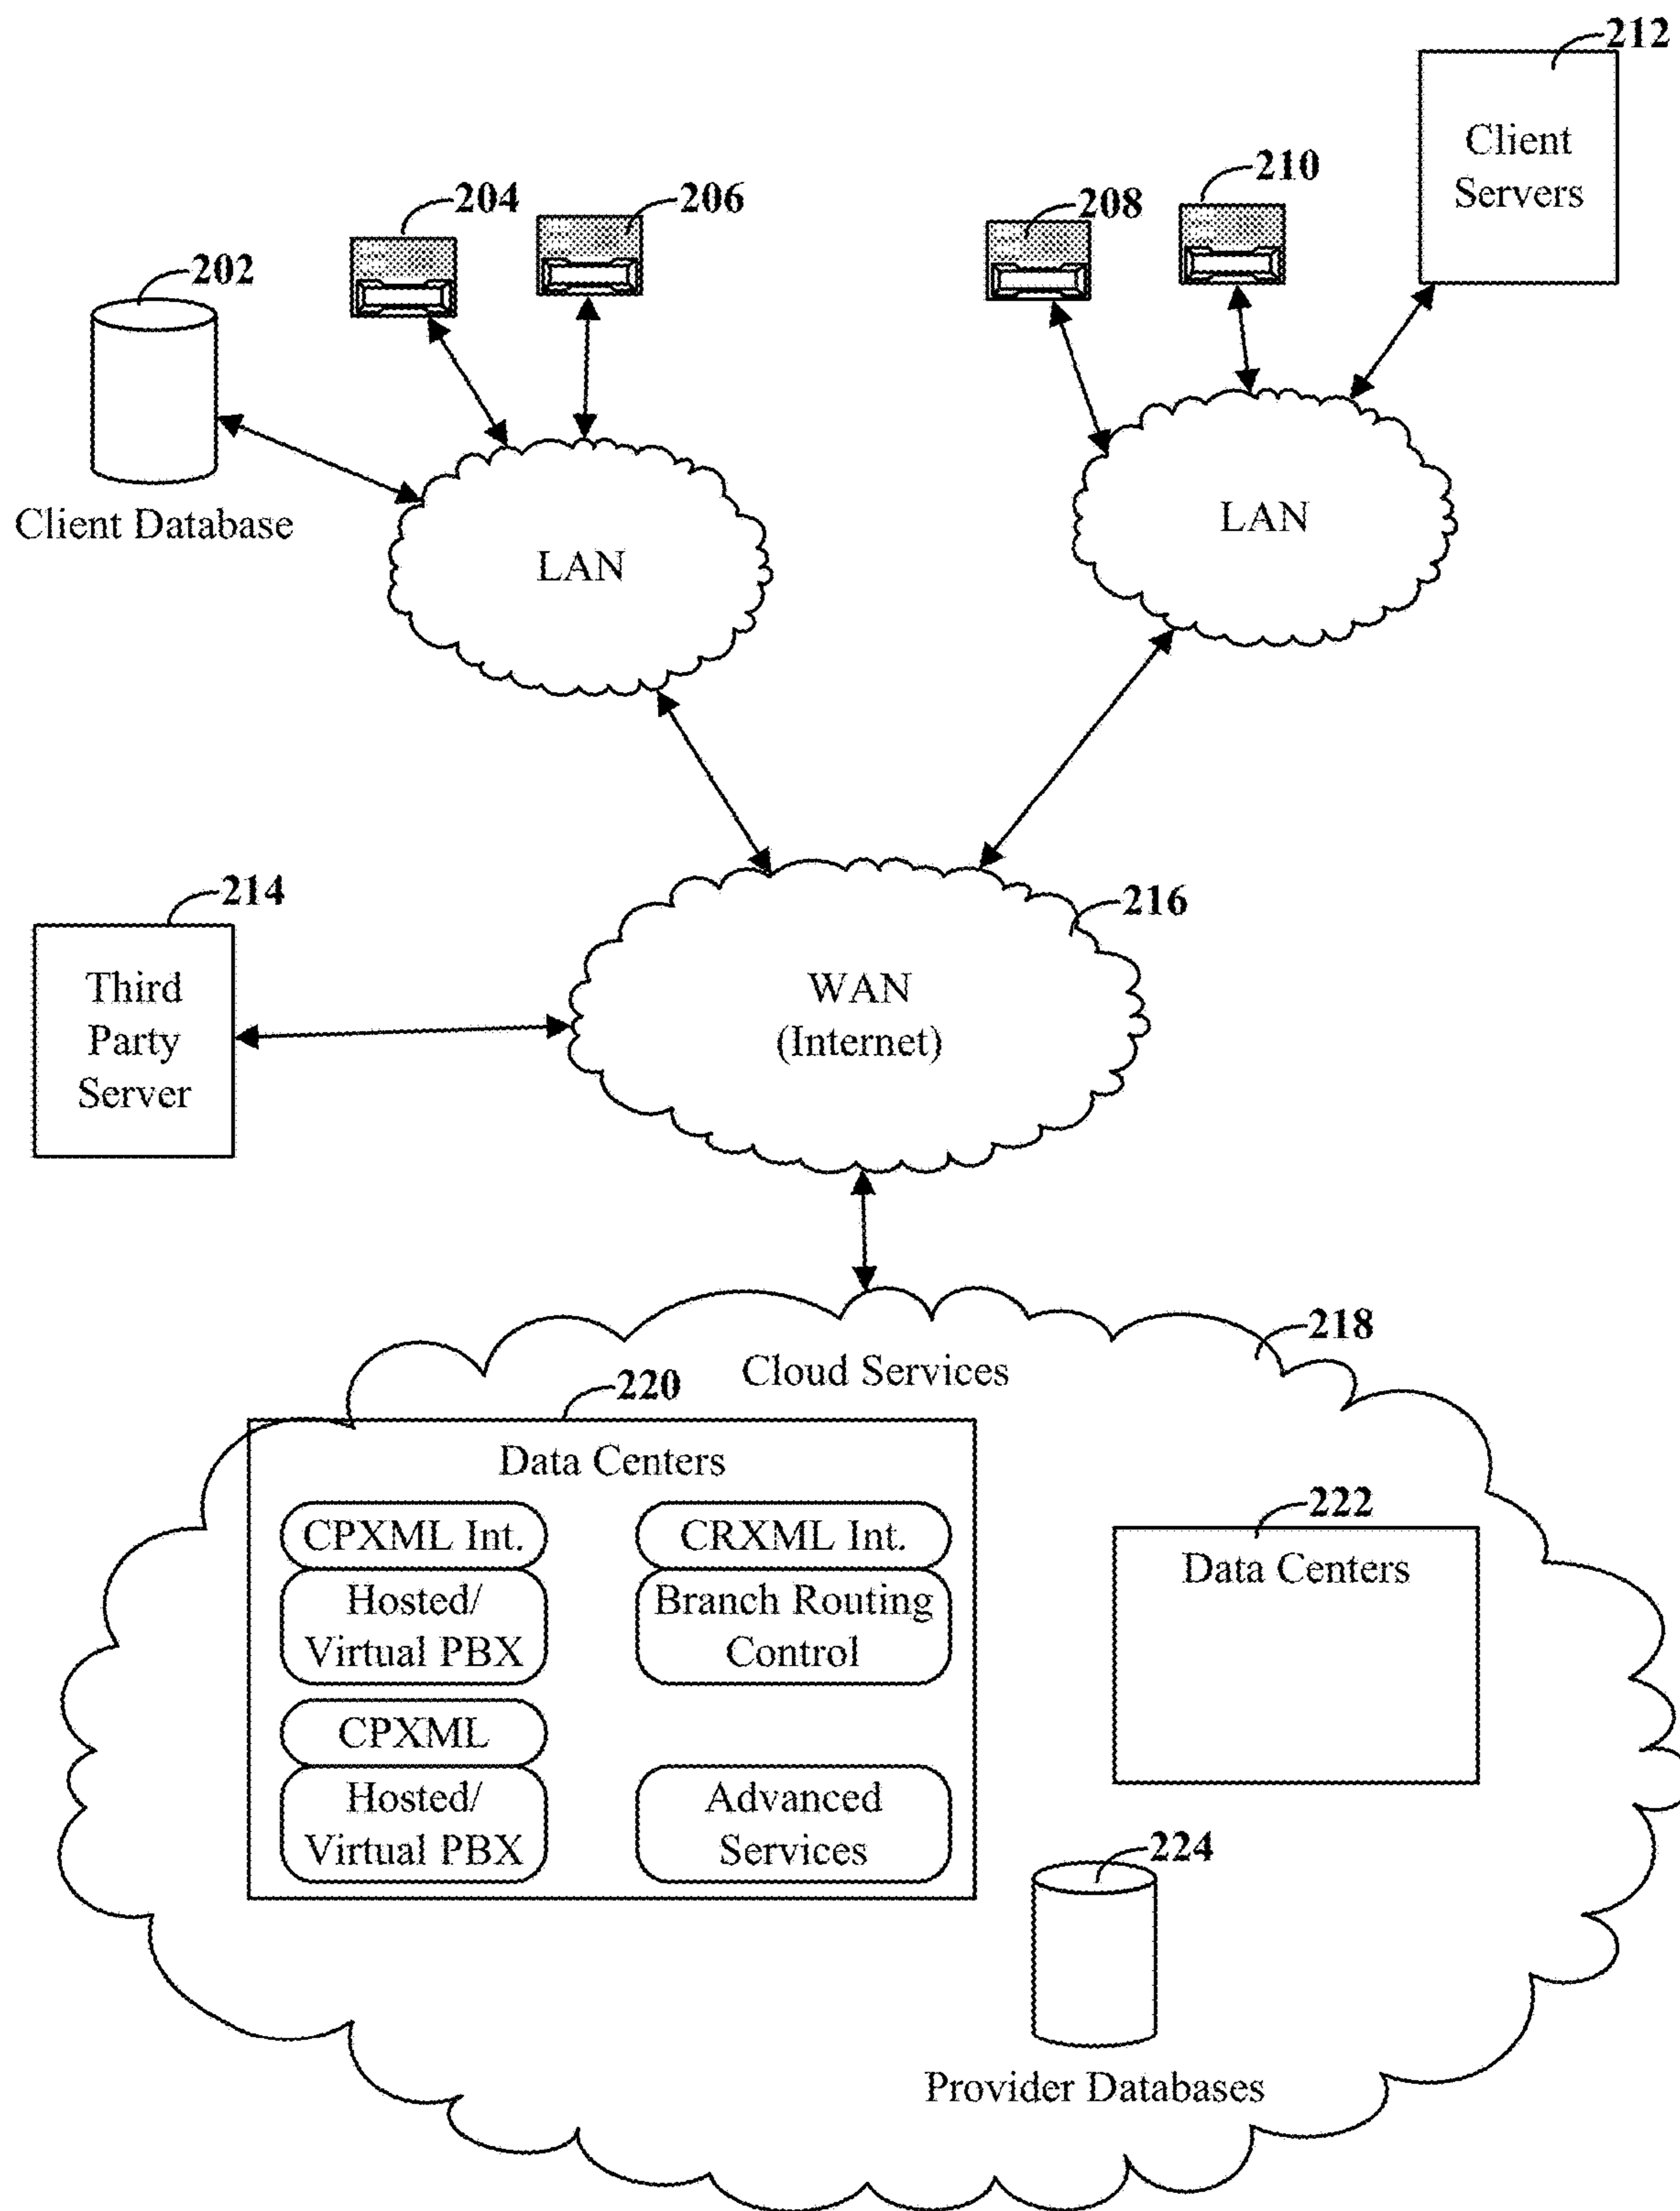 212
Client
Servers
204
206
208
210
202
Client Database
LAN
LAN
214
Third
Party
Server
216
WAN
(Internet)
218
Cloud Services
220
Data Centers
CPXML Int.
CRXML Int.
Hosted/
Virtual PBX
Branch Routing
Control
CPXML
Hosted/
Virtual PBX
Advanced
Services
222
Data Centers
224
Provider Databases